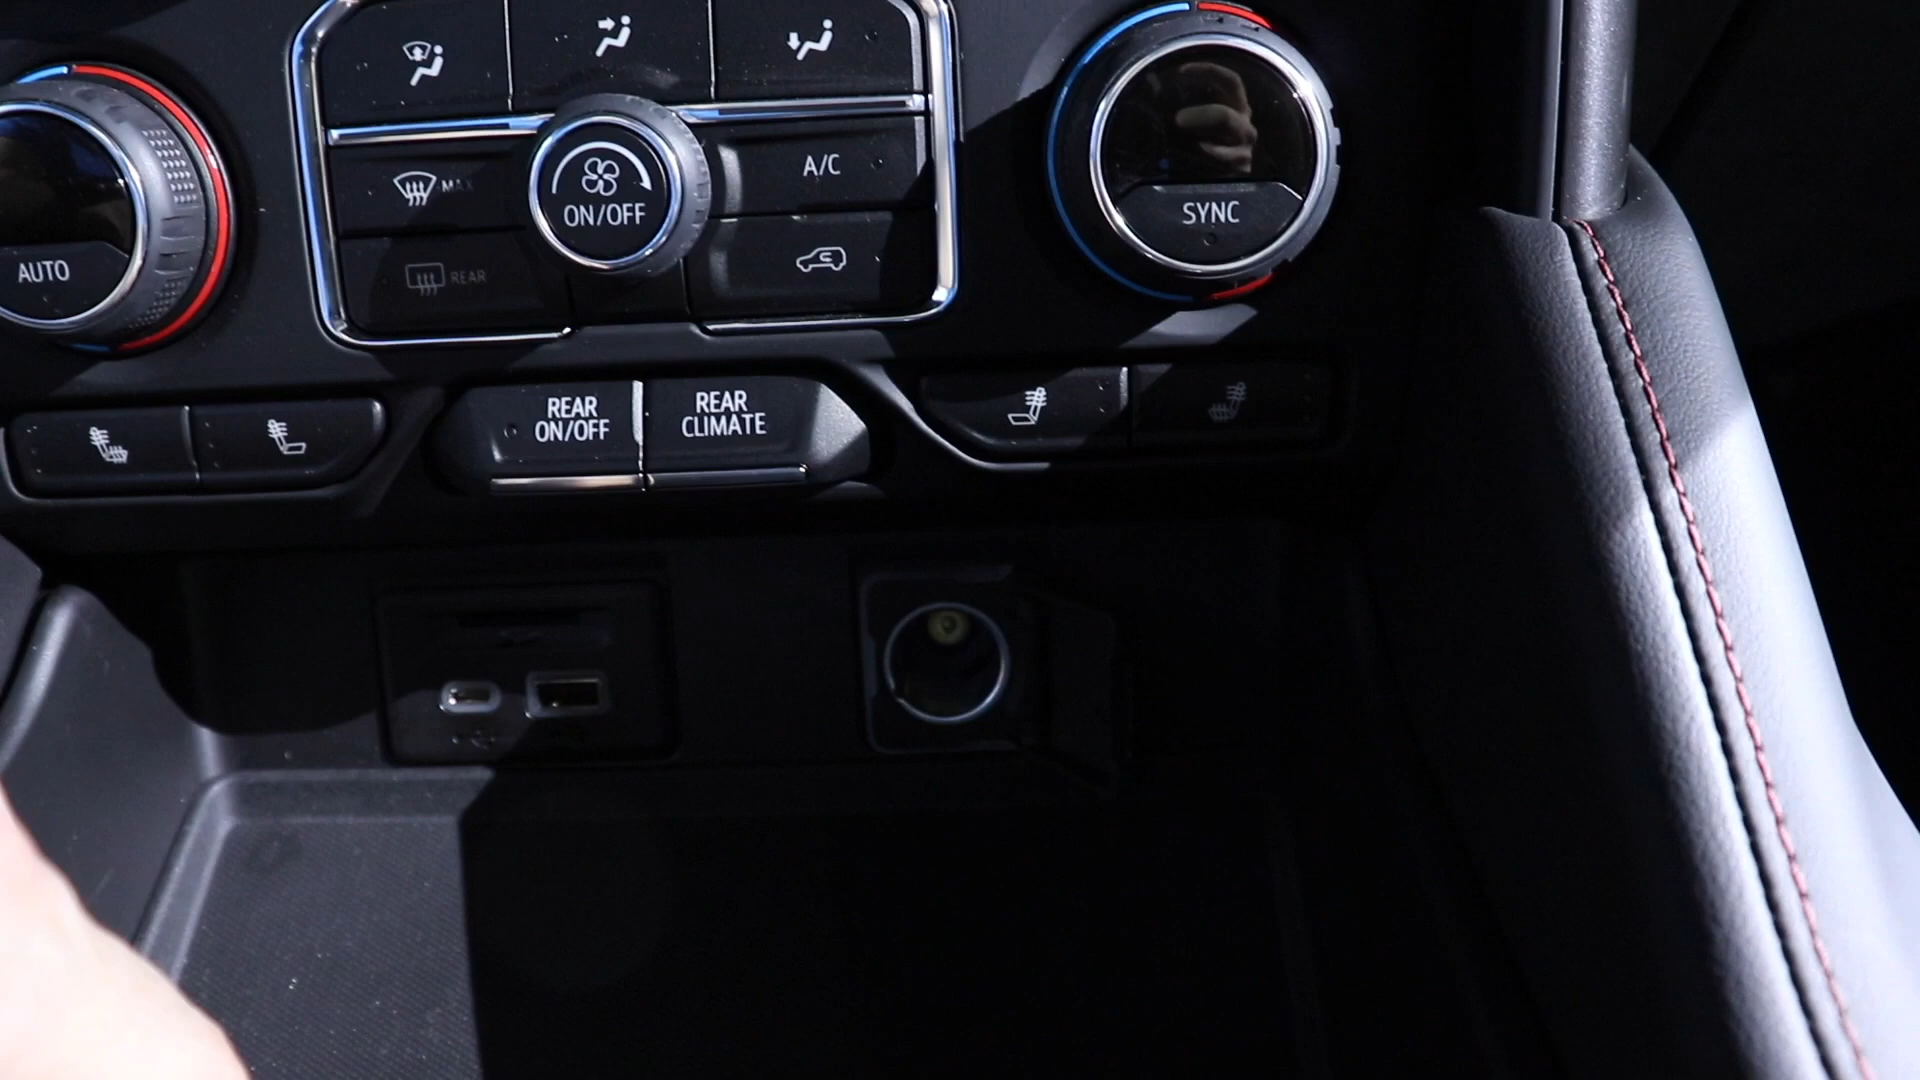 MAX
A/C
ON/OFF
SYNC
AUTO
REAR
REAR
ON/OFF
REAR
CLIMATE